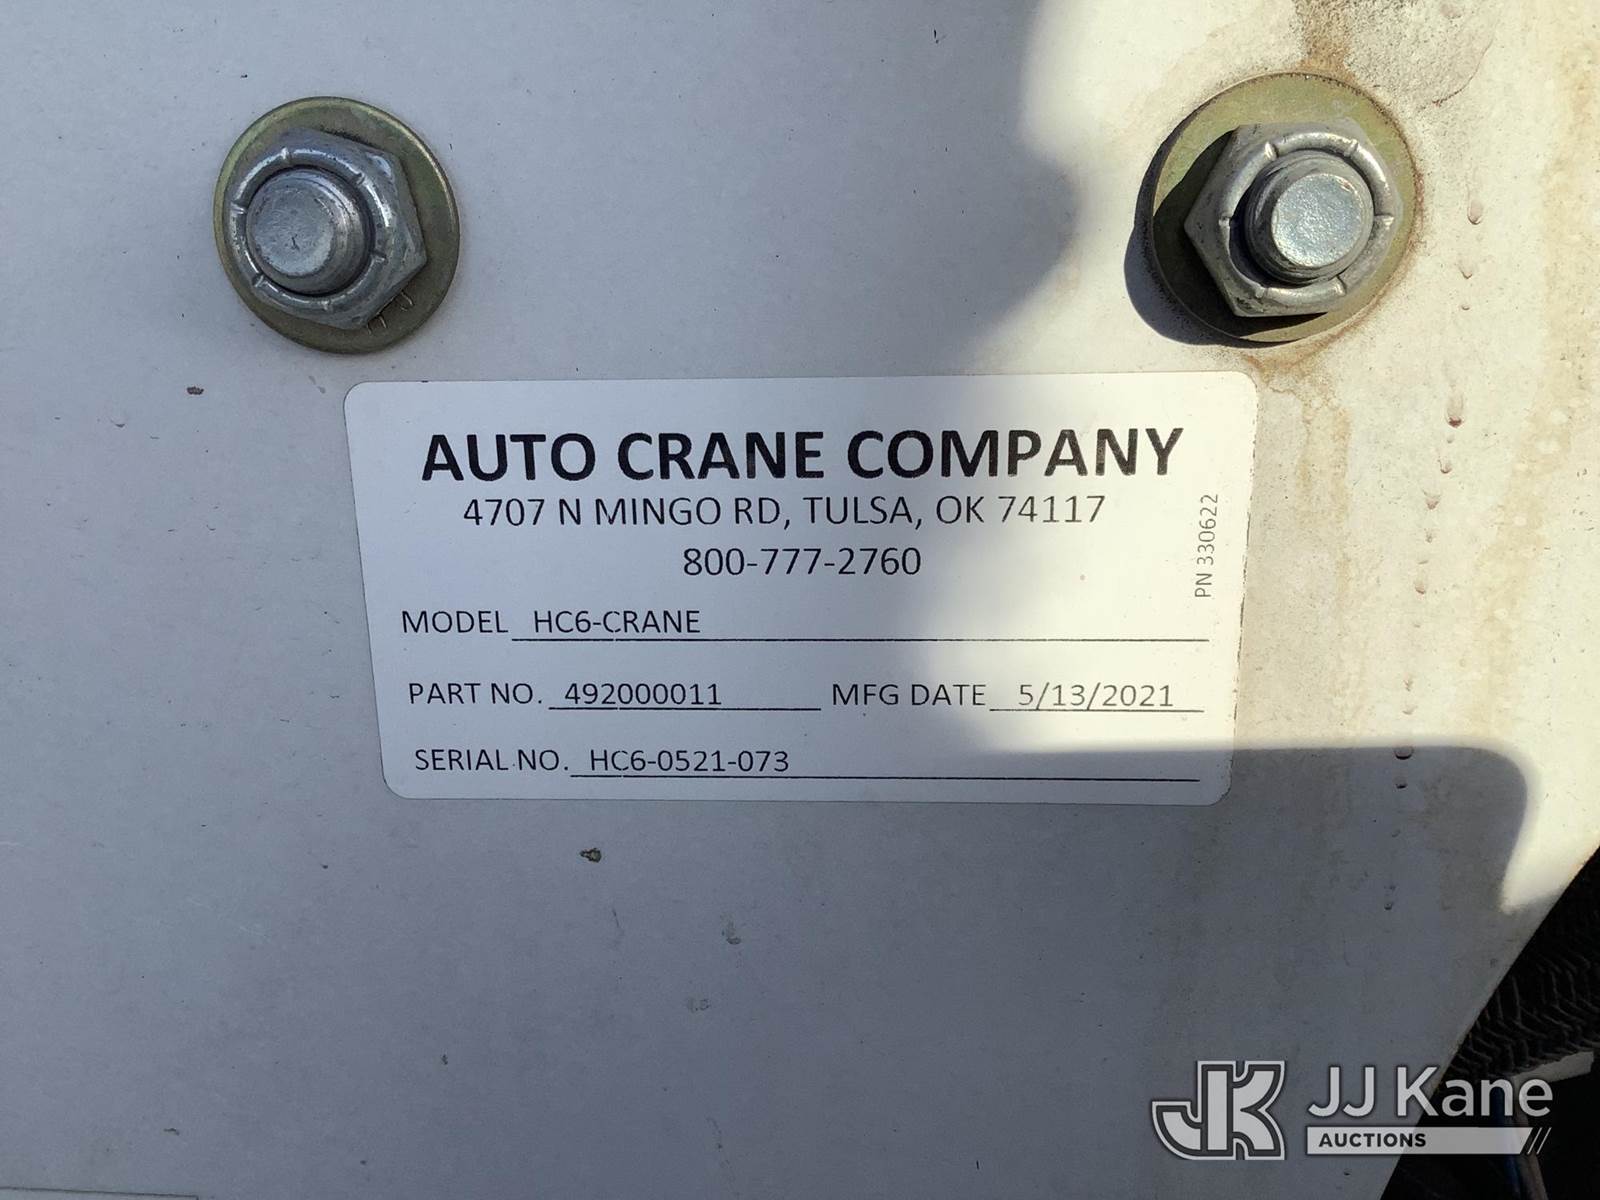 AUTO CRANE COMPANY
4707 N MINGO RD, TULSA, OK 74117
800-777-2760
PN 330622
MODEL HC6-CRANE
PART NO. 492000011 MFG DATE 5/13/2021
SERIAL NO. HC6-0521-073
JK JJ Kane
AUCTIONS